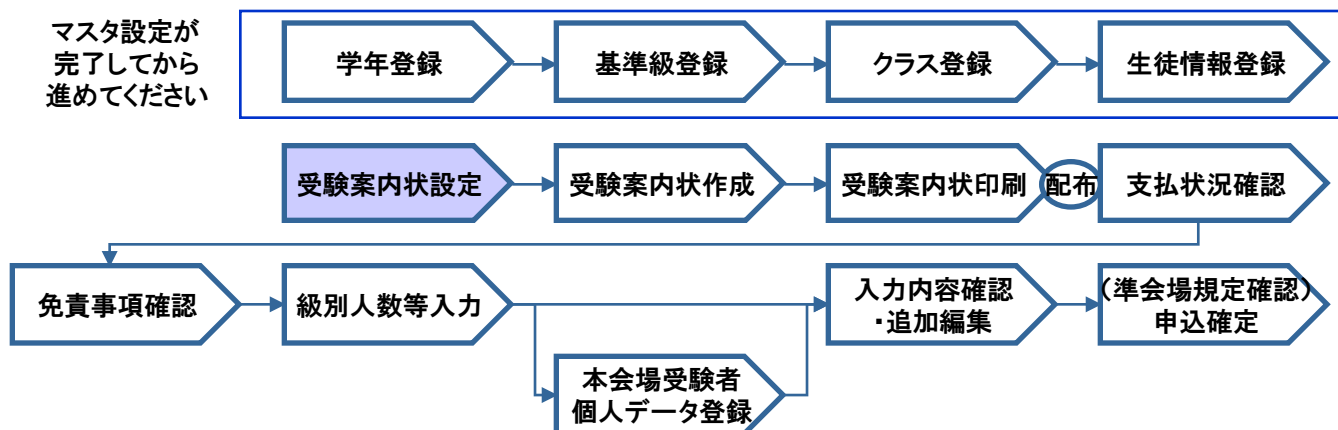 マスタ設定が
完了してから
進めてください
学年登録
基準級登録
クラス登録
生徒情報登録
受験案内状設定
受験案内状作成
受験案内状印刷
配布
支払状況確認
免責事項確認
級別人数等入力
入力内容確認
・追加編集
（準会場規定確認）
申込確定
本会場受験者
個人データ登録